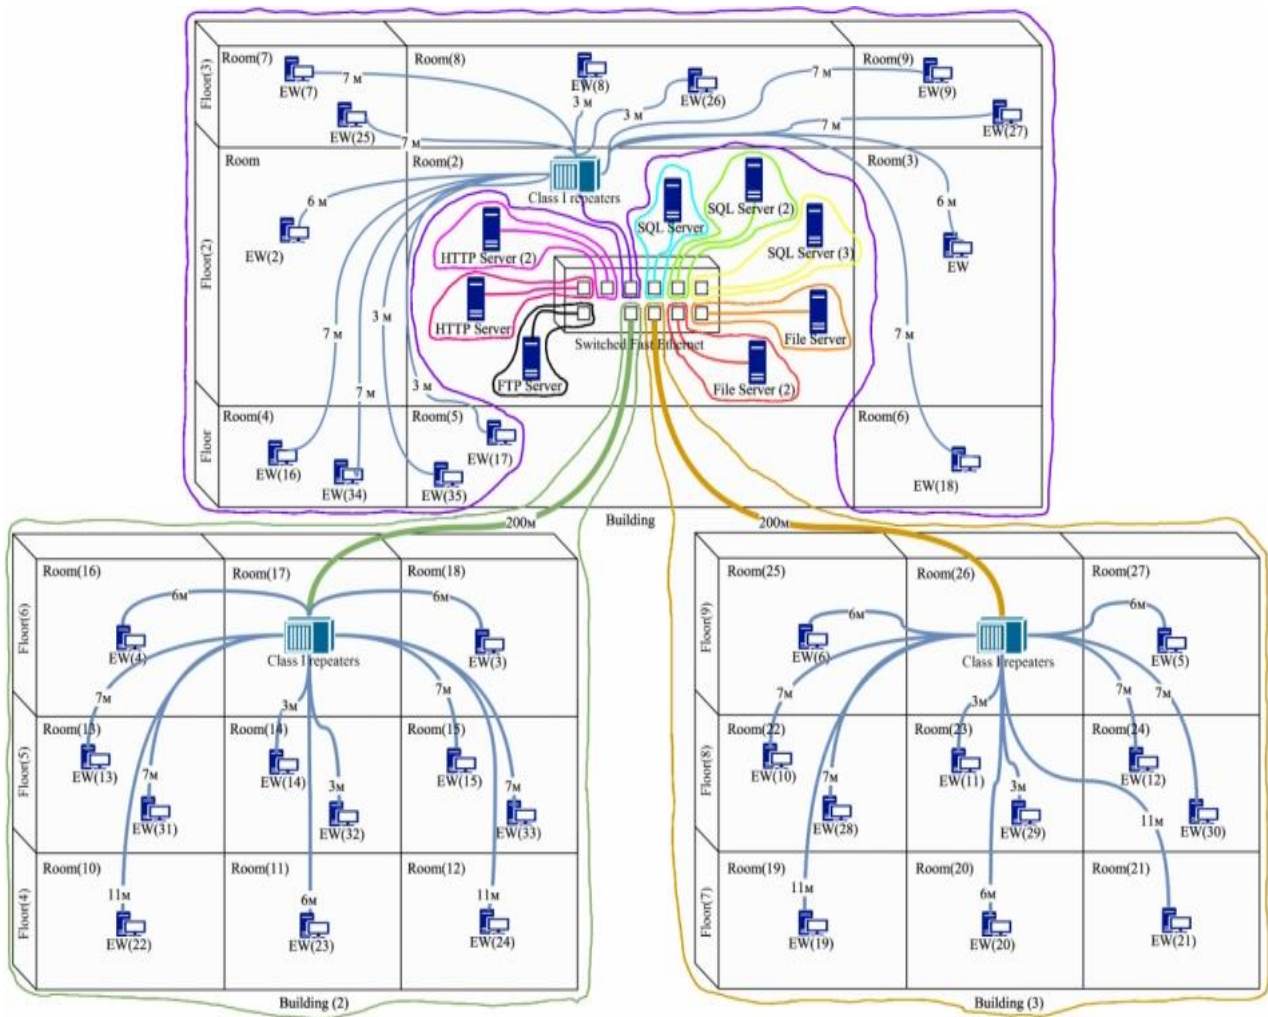 Room(7)
Room(8)
Room(9)
Floor(3)
7 м
EW(7)
EW(8)
3 м
3 м
EW(26)
7 м
EW(9)
EW(25)
7 м
7 м
EW(27)
Room
Room(2)
Room(3)
Floor(2)
Class I repeaters
6 м
EW(2)
6 м
EW
HTTP Server (2)
SQL Server
SQL Server (2)
SQL Server (3)
HTTP Server
File Server
Switched Fast Ethernet
FTP Server
File Server (2)
7 м
3 м
7 м
7 м
3 м
Floor
Room(4)
Room(5)
Room(6)
EW(16)
EW(34)
EW(35)
EW(17)
EW(18)
Building
200м
200м
Room(16)
Room(17)
Room(18)
Floor(6)
6м
6м
EW(4)
Class I repeaters
EW(3)
7м
3м
7м
Floor(5)
Room(13)
Room(14)
Room(15)
EW(13)
EW(14)
EW(15)
7м
3м
7м
EW(31)
EW(32)
EW(33)
Floor(4)
Room(10)
Room(11)
Room(12)
11м
6м
11м
EW(22)
EW(23)
EW(24)
Building (2)
Room(25)
Room(26)
Room(27)
Floor(9)
6м
6м
EW(6)
Class I repeaters
EW(5)
7м
3м
7м
7м
Floor(8)
Room(22)
Room(23)
Room(24)
EW(10)
EW(11)
EW(12)
7м
3м
11м
EW(28)
EW(29)
EW(30)
Floor(7)
Room(19)
Room(20)
Room(21)
11м
6м
EW(19)
EW(20)
EW(21)
Building (3)